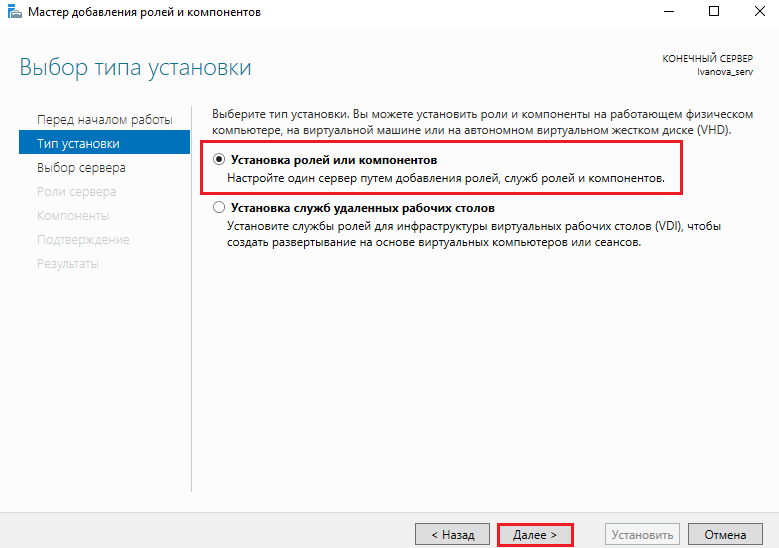 Мастер добавления ролей и компонентов
Выбор типа установки
КОНЕЧНЫЙ СЕРВЕР
Ivanova_serv
Перед началом работы
Тип установки
Выбор сервера
Роли сервера
Компоненты
Подтверждение
Результаты
Выберите тип установки. Вы можете установить роли и компоненты на работающем физическом
компьютере, на виртуальной машине или на автономном виртуальном жестком диске (VHD).
Установка ролей или компонентов
Настройте один сервер путем добавления ролей, служб ролей и компонентов.
Установка служб удаленных рабочих столов
Установите службы ролей для инфраструктуры виртуальных рабочих столов (VDI), чтобы
создать развертывание на основе виртуальных компьютеров или сеансов.
< Назад
Далее >
Установить
Отмена